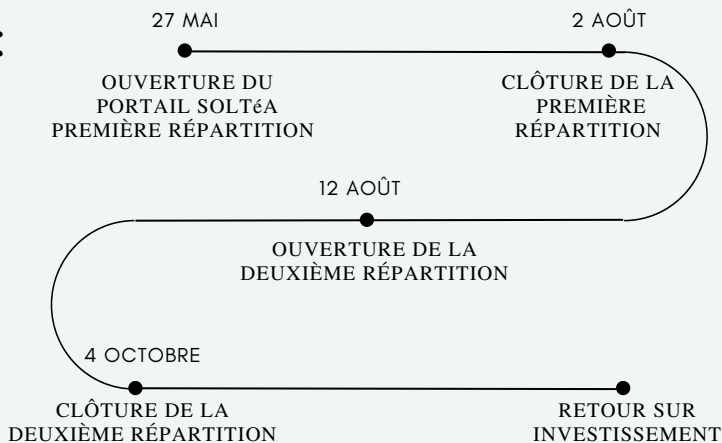 :
27 MAI
2 AOÛT
OUVERTURE DU
PORTAIL SOLTéA
PREMIÈRE RÉPARTITION
CLÔTURE DE LA
PREMIÈRE
RÉPARTITION
12 AOÛT
OUVERTURE DE LA
DEUXIÈME RÉPARTITION
4 OCTOBRE
CLÔTURE DE LA
DEUXIÈME RÉPARTITION
RETOUR SUR
INVESTISSEMENT